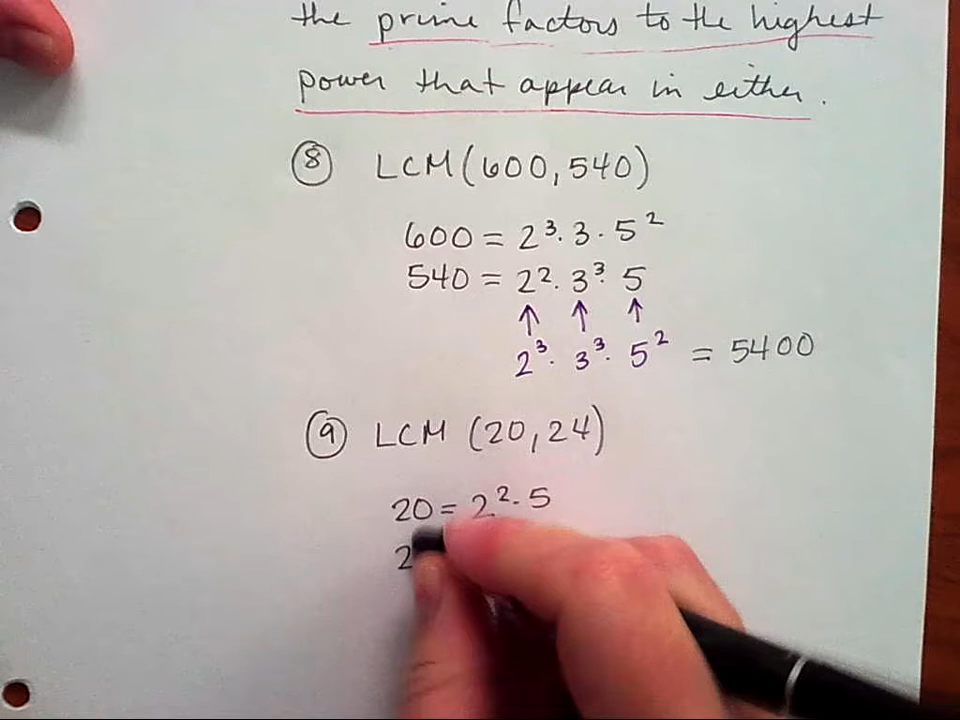 the prime factors to the highest
power that appear in either.
⑧ LCM(600,540)
600 = 2³·3·5²
540 = 2²·3³·5
↑ ↑ ↑
2³·3³·5² = 5400
⑨ LCM (20,24)
20 = 2²·5
2